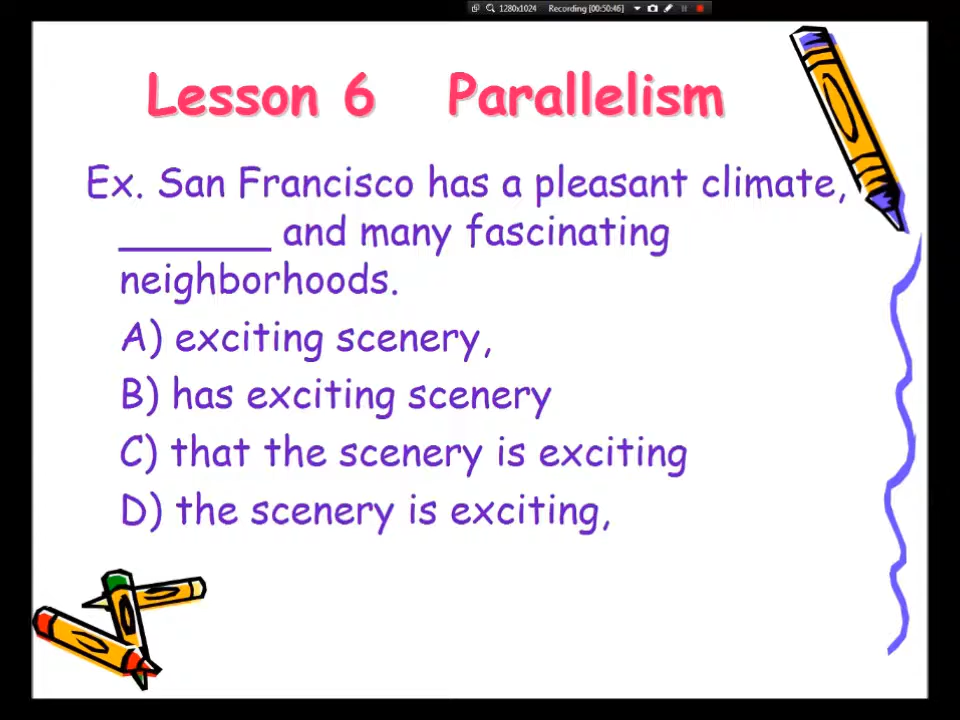 1280x1024 Recording [00:50:46]
Lesson 6 Parallelism
Ex. San Francisco has a pleasant climate,
_______ and many fascinating
neighborhoods.
A) exciting scenery,
B) has exciting scenery
C) that the scenery is exciting
D) the scenery is exciting,